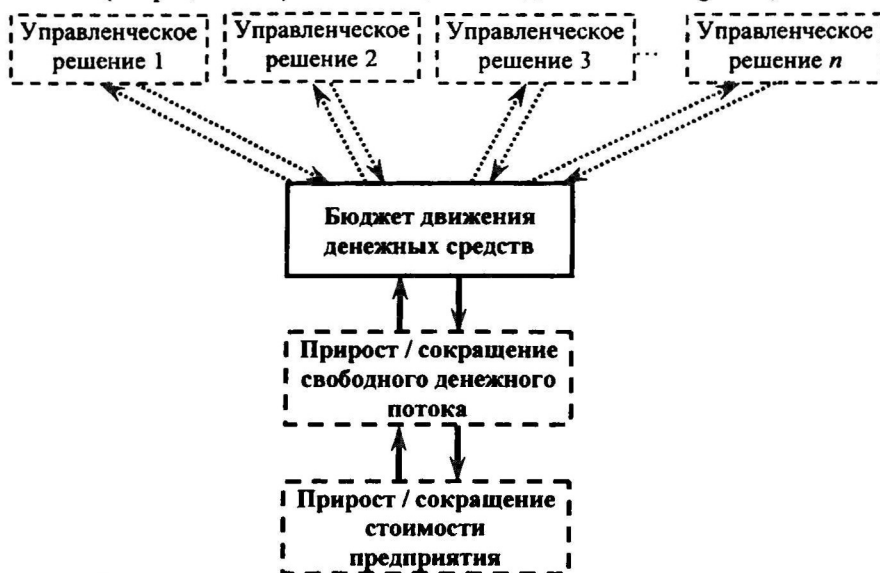 Управленческое
решение 1
Управленческое
решение 2
Управленческое
решение 3
...
Управленческое
решение n
Бюджет движения
денежных средств
Прирост / сокращение
свободного денежного
потока
Прирост / сокращение
стоимости
предприятия